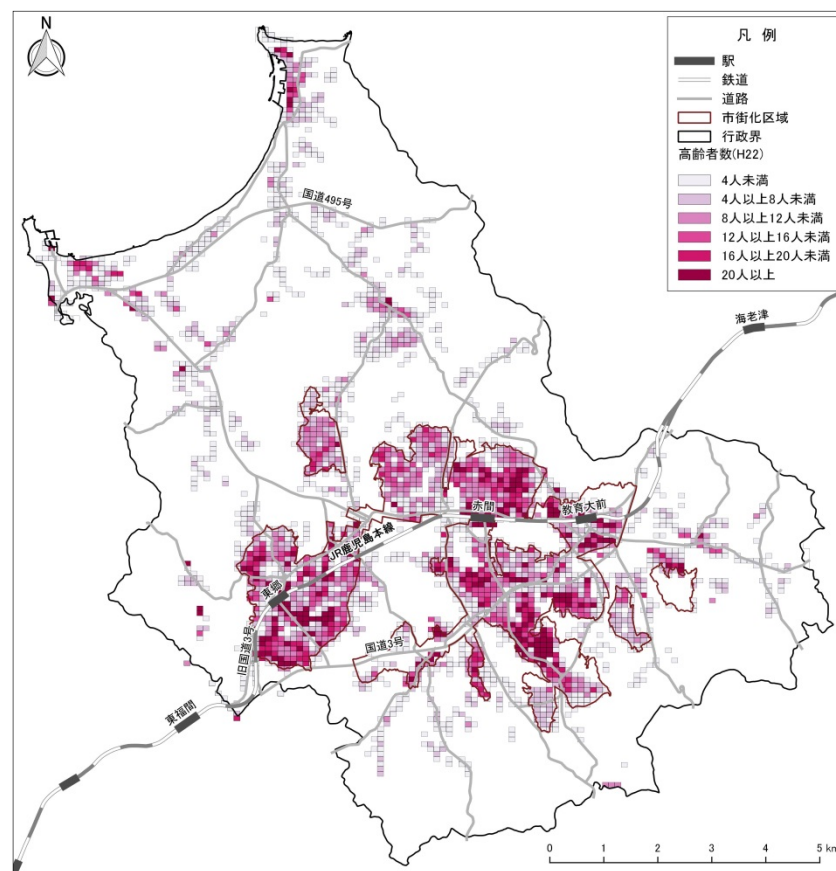 N
凡 例
駅
鉄道
道路
市街化区域
行政界
高齢者数(H22)
4人未満
4人以上8人未満
8人以上12人未満
12人以上16人未満
16人以上20人未満
20人以上
国道495号
海老津
赤間
教育大前
JR鹿児島本線
東郷
国道3号
旧国道3号
東福間
0 1 2 3 4 5 km